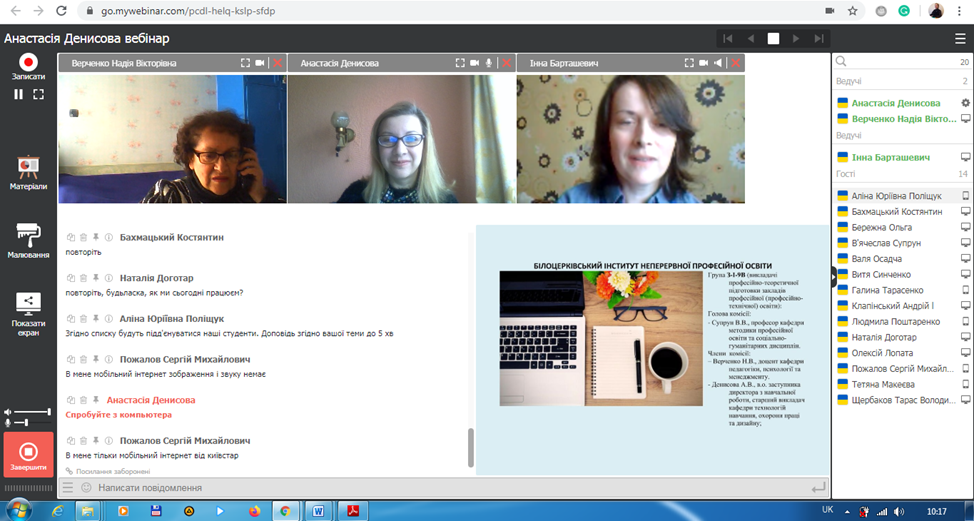 go.mywebinar.com/pcdl-helq-kslp-sfdp
Анастасія Денисова вебінар
Записати
Матеріали
Малювання
Показати
екран
Завершити
Верченко Надія Вікторівна
Анастасія Денисова
Інна Барташевич
Бахмацький Костянтин
повторіть
Наталія Доготар
повторіть, будьласка, як ми сьогодні працюєм?
Аліна Юріївна Поліщук
Згідно списку будуть підд'єнуватися наші студенти. Доповідь згідно вашої теми до 5 хв
Пожалов Сергій Михайлович
В мене мобільний інтернет зображення і звуку немає
Анастасія Денисова
Спробуйте з компьютера
Пожалов Сергій Михайлович
В мене тільки мобільний інтернет від київстар
Посилання заборонені
Написати повідомлення
БІЛОЦЕРКІВСЬКИЙ ІНСТИТУТ НЕПЕРЕРВНОЇ ПРОФЕСІЙНОЇ ОСВІТИ
Група З-І-9В (викладачі
професійно-теоретичної
підготовки закладів
професійної (професійно-
технічної) освіти):
Голова комісії:
- Супрун В.В., професор кафедри
методики професійної
освіти та соціально-
гуманітарних дисциплін.
Члени комісії:
– Верченко Н.В., доцент кафедри
педагогіки, психології та
менеджменту.
- Денисова А.В., в.о. заступника
директора з навчальної
роботи, старший викладач
кафедри технологій
навчання, охорони праці
та дизайну;
20
Ведучі 2
Анастасія Денисова
Верченко Надія Вікто...
Ведучі
Інна Барташевич
Гості 14
Аліна Юріївна Поліщук
Бахмацький Костянтин
Бережна Ольга
В'ячеслав Супрун
Валя Осадча
Витя Синченко
Галина Тарасенко
Клапінський Андрій І
Людмила Поштаренко
Наталія Доготар
Олексій Лопата
Пожалов Сергій Михайл...
Тетяна Макеєва
Щербаков Тарас Володи...
UK
10:17